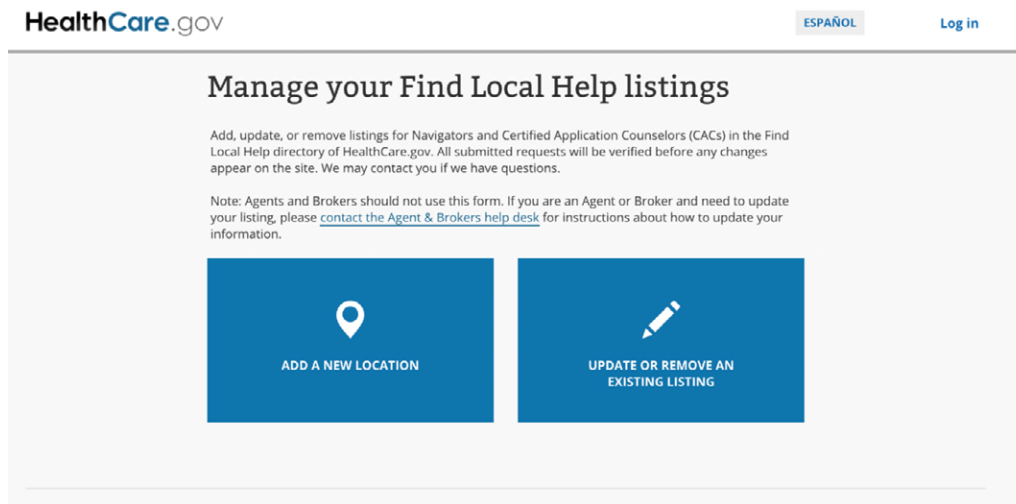 HealthCare.gov
ESPAÑOL
Log in
Manage your Find Local Help listings
Add, update, or remove listings for Navigators and Certified Application Counselors (CACs) in the Find
Local Help directory of HealthCare.gov. All submitted requests will be verified before any changes
appear on the site. We may contact you if we have questions.
Note: Agents and Brokers should not use this form. If you are an Agent or Broker and need to update
your listing, please contact the Agent & Brokers help desk for instructions about how to update your
information.
ADD A NEW LOCATION
UPDATE OR REMOVE AN
EXISTING LISTING